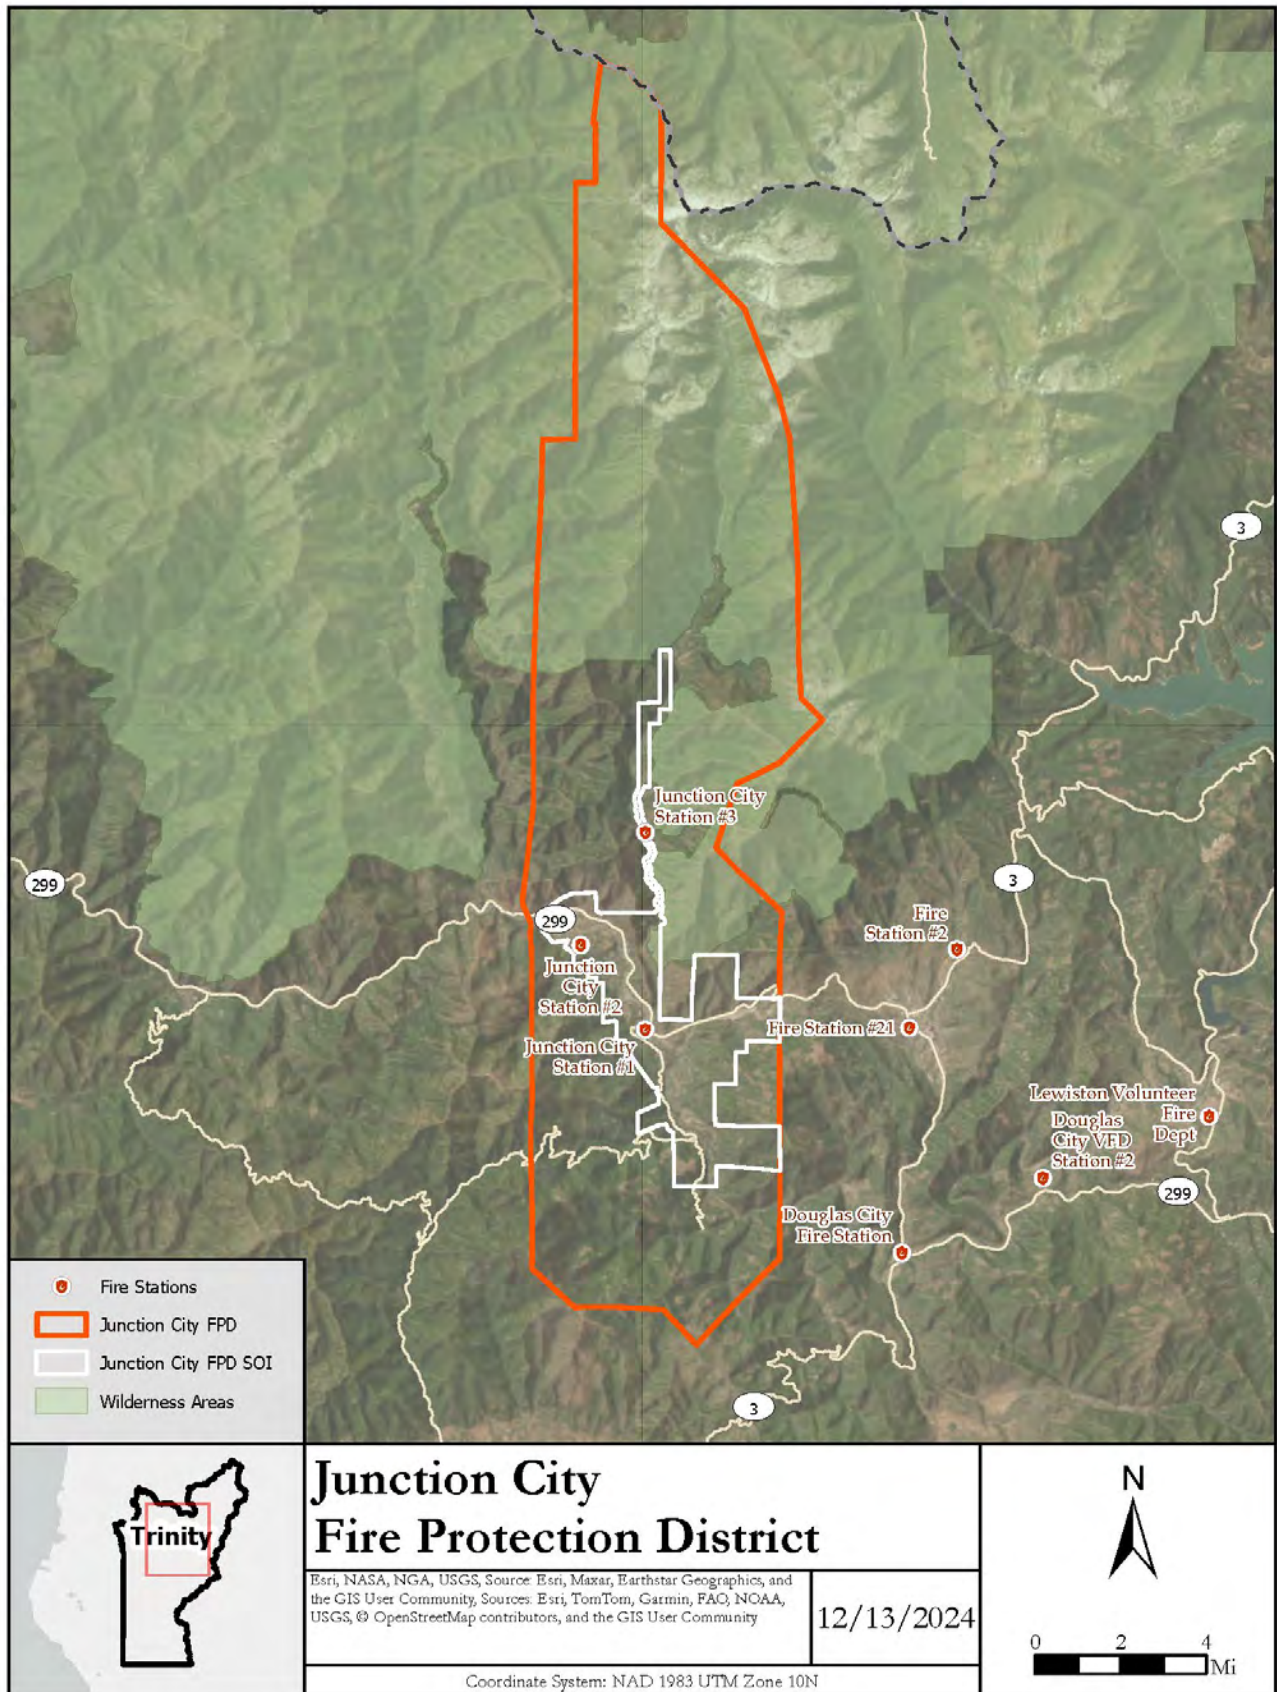 3
Junction City
Station #3
299
3
299
Fire
Station #2
Junction
City
Station #2
Fire Station #21
Junction City
Station #1
Lewiston Volunteer
Fire
Dept
Douglas
City VFD
Station #2
299
Douglas City
Fire Station
3
Fire Stations
Junction City FPD
Junction City FPD SOI
Wilderness Areas
Trinity
Junction City
Fire Protection District
Esri, NASA, NGA, USGS, Source: Esri, Maxar, Earthstar Geographics, and
the GIS User Community, Sources: Esri, TomTom, Garmin, FAO, NOAA,
USGS, © OpenStreetMap contributors, and the GIS User Community
12/13/2024
Coordinate System: NAD 1983 UTM Zone 10N
N
0 2 4
Mi